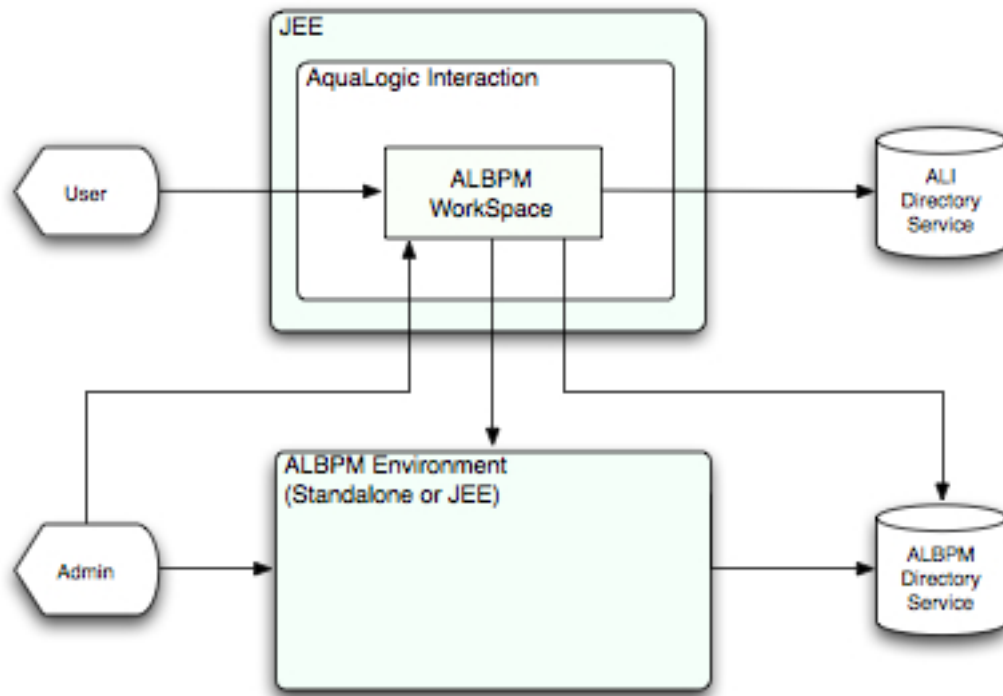 JEE
AquaLogic Interaction
User
ALBPM
WorkSpace
ALI
Directory
Service
ALBPM Environment
(Standalone or JEE)
Admin
ALBPM
Directory
Service